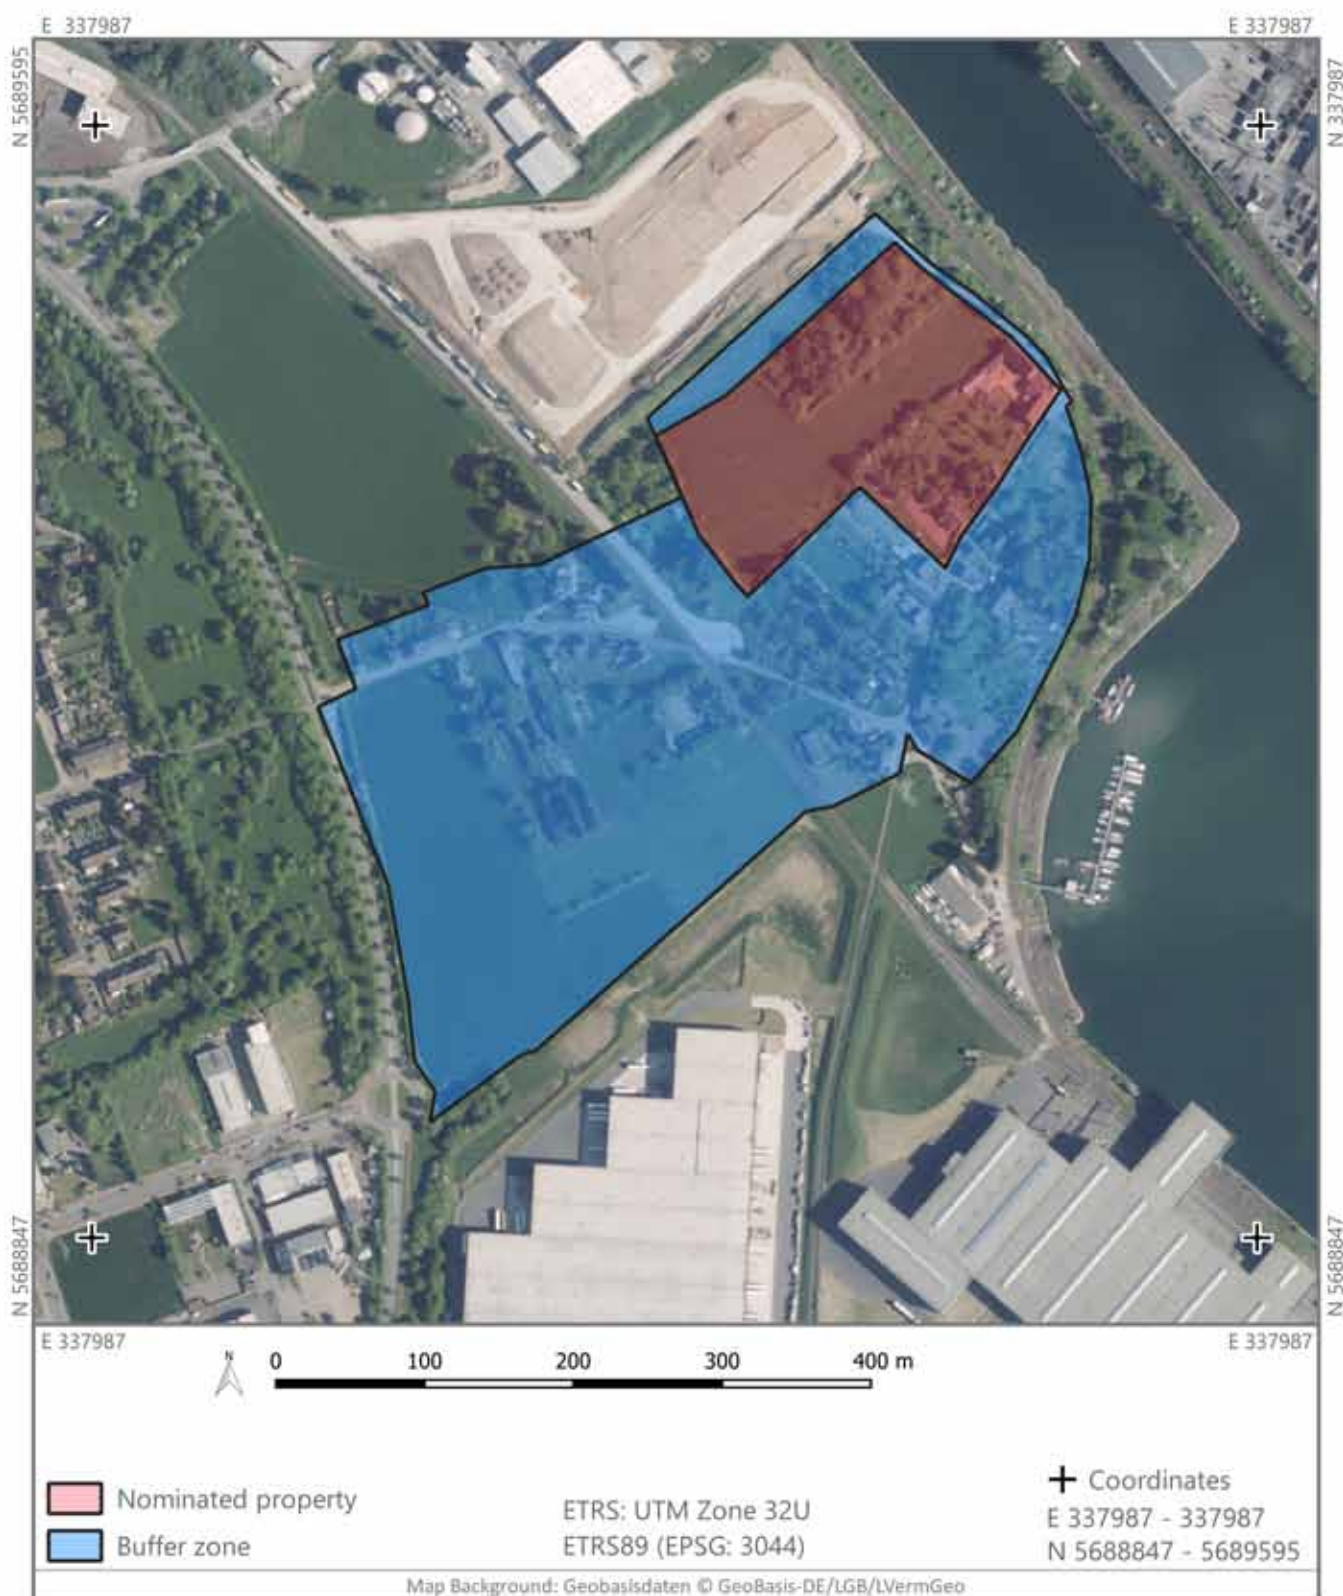 E 337987
E 337987
N 5689595
N 337987
N 5688847
N 5688847
E 337987
E 337987
N
0 100 200 300 400 m
Nominated property
Buffer zone
ETRS: UTM Zone 32U
ETRS89 (EPSG: 3044)
Coordinates
E 337987 - 337987
N 5688847 - 5689595
Map Background: Geobasisdaten © GeoBasis-DE/LGB/LVermGeo